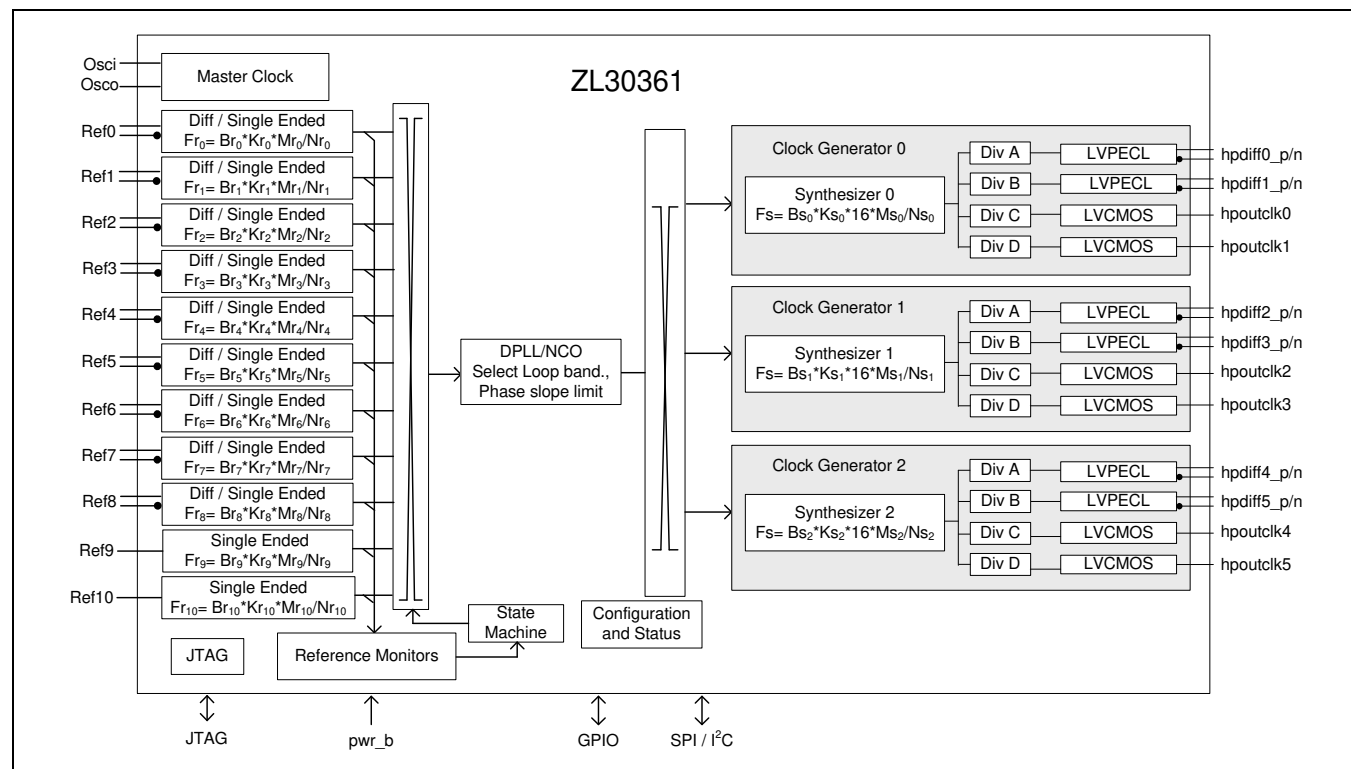 ZL30361
Osci
Osco
Master Clock
Ref0
Diff / Single Ended
Fr₀= Br₀*Kr₀*Mr₀/Nr₀
Ref1
Diff / Single Ended
Fr₁= Br₁*Kr₁*Mr₁/Nr₁
Ref2
Diff / Single Ended
Fr₂= Br₂*Kr₂*Mr₂/Nr₂
Ref3
Diff / Single Ended
Fr₃= Br₃*Kr₃*Mr₃/Nr₃
Ref4
Diff / Single Ended
Fr₄= Br₄*Kr₄*Mr₄/Nr₄
Ref5
Diff / Single Ended
Fr₅= Br₅*Kr₅*Mr₅/Nr₅
Ref6
Diff / Single Ended
Fr₆= Br₆*Kr₆*Mr₆/Nr₆
Ref7
Diff / Single Ended
Fr₇= Br₇*Kr₇*Mr₇/Nr₇
Ref8
Diff / Single Ended
Fr₈= Br₈*Kr₈*Mr₈/Nr₈
Ref9
Single Ended
Fr₉= Br₉*Kr₉*Mr₉/Nr₉
Ref10
Single Ended
Fr₁₀= Br₁₀*Kr₁₀*Mr₁₀/Nr₁₀
JTAG
Reference Monitors
State
Machine
DPLL/NCO
Select Loop band.,
Phase slope limit
Configuration
and Status
Clock Generator 0
Synthesizer 0
Fs= Bs₀*Ks₀*16*Ms₀/Ns₀
Div A
LVPECL
hpdiff0_p/n
Div B
LVPECL
hpdiff1_p/n
Div C
LVCMOS
hpoutclk0
Div D
LVCMOS
hpoutclk1
Clock Generator 1
Synthesizer 1
Fs= Bs₁*Ks₁*16*Ms₁/Ns₁
Div A
LVPECL
hpdiff2_p/n
Div B
LVPECL
hpdiff3_p/n
Div C
LVCMOS
hpoutclk2
Div D
LVCMOS
hpoutclk3
Clock Generator 2
Synthesizer 2
Fs= Bs₂*Ks₂*16*Ms₂/Ns₂
Div A
LVPECL
hpdiff4_p/n
Div B
LVPECL
hpdiff5_p/n
Div C
LVCMOS
hpoutclk4
Div D
LVCMOS
hpoutclk5
JTAG
pwr_b
GPIO
SPI / I²C